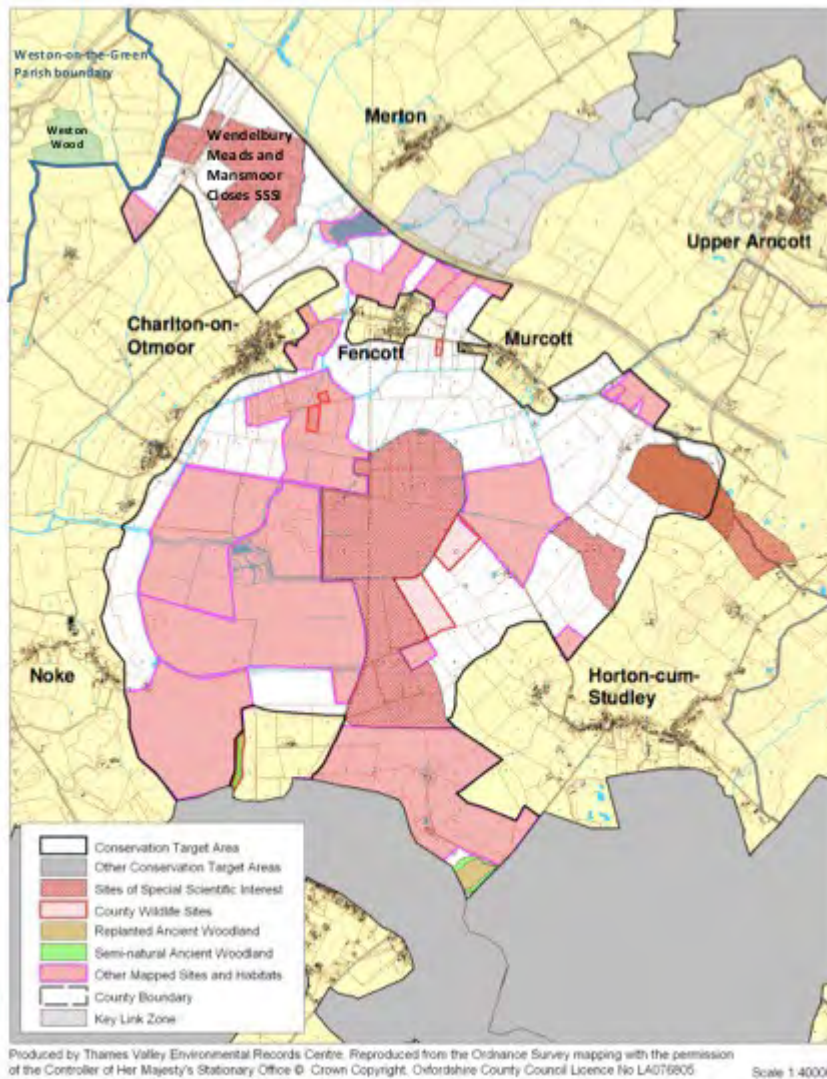 Weston-on-the-Green
Parish boundary
Weston
Wood
Wendelbury
Meads and
Mansmoor
Closes SSSI
Merton
Upper Arncott
Charlton-on-
Otmoor
Fencott
Murcott
Noke
Horton-cum-
Studley
Conservation Target Area
Other Conservation Target Areas
Sites of Special Scientific Interest
County Wildlife Sites
Replanted Ancient Woodland
Semi-natural Ancient Woodland
Other Mapped Sites and Habitats
County Boundary
Key Link Zone
Produced by Thames Valley Environmental Records Centre. Reproduced from the Ordnance Survey mapping with the permission
of the Controller of Her Majesty's Stationary Office © Crown Copyright. Oxfordshire County Council Licence No LA076805
Scale 1:40000